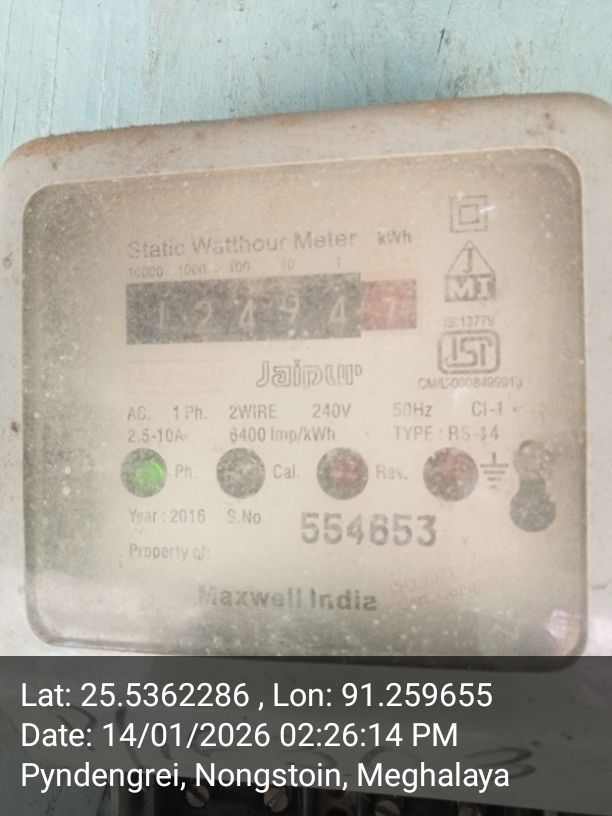 Static Watthour Meter kWh
10000 1000 100 10 1
1 2 4 9 4 7
Jaipur
IS:13779
ISI
CM/L-0008499913
AC. 1 Ph. 2WIRE 240V 50Hz Cl-1
2.5-10A 6400 Imp/kWh TYPE : RS-14
Ph. Cal. Rev.
Year : 2016 S.No. 554653
Property of:
Maxwell India
Lat: 25.5362286 , Lon: 91.259655
Date: 14/01/2026 02:26:14 PM
Pyndengrei, Nongstoin, Meghalaya